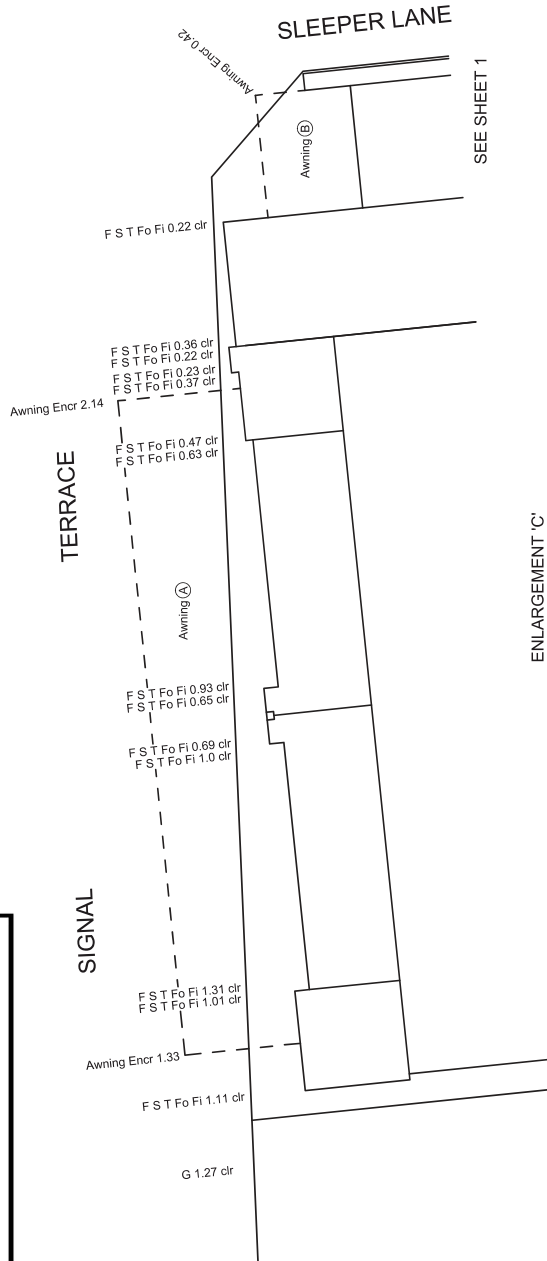 SLEEPER LANE
Awning Encr 0.42
SEE SHEET 1
Awning B
F S T Fo Fi 0.22 clr
F S T Fo Fi 0.36 clr
F S T Fo Fi 0.22 clr
F S T Fo Fi 0.23 clr
F S T Fo Fi 0.37 clr
Awning Encr 2.14
F S T Fo Fi 0.47 clr
F S T Fo Fi 0.63 clr
TERRACE
ENLARGEMENT 'C'
Awning A
F S T Fo Fi 0.93 clr
F S T Fo Fi 0.65 clr
F S T Fo Fi 0.69 clr
F S T Fo Fi 1.0 clr
SIGNAL
F S T Fo Fi 1.31 clr
F S T Fo Fi 1.01 clr
Awning Encr 1.33
F S T Fo Fi 1.11 clr
G 1.27 clr